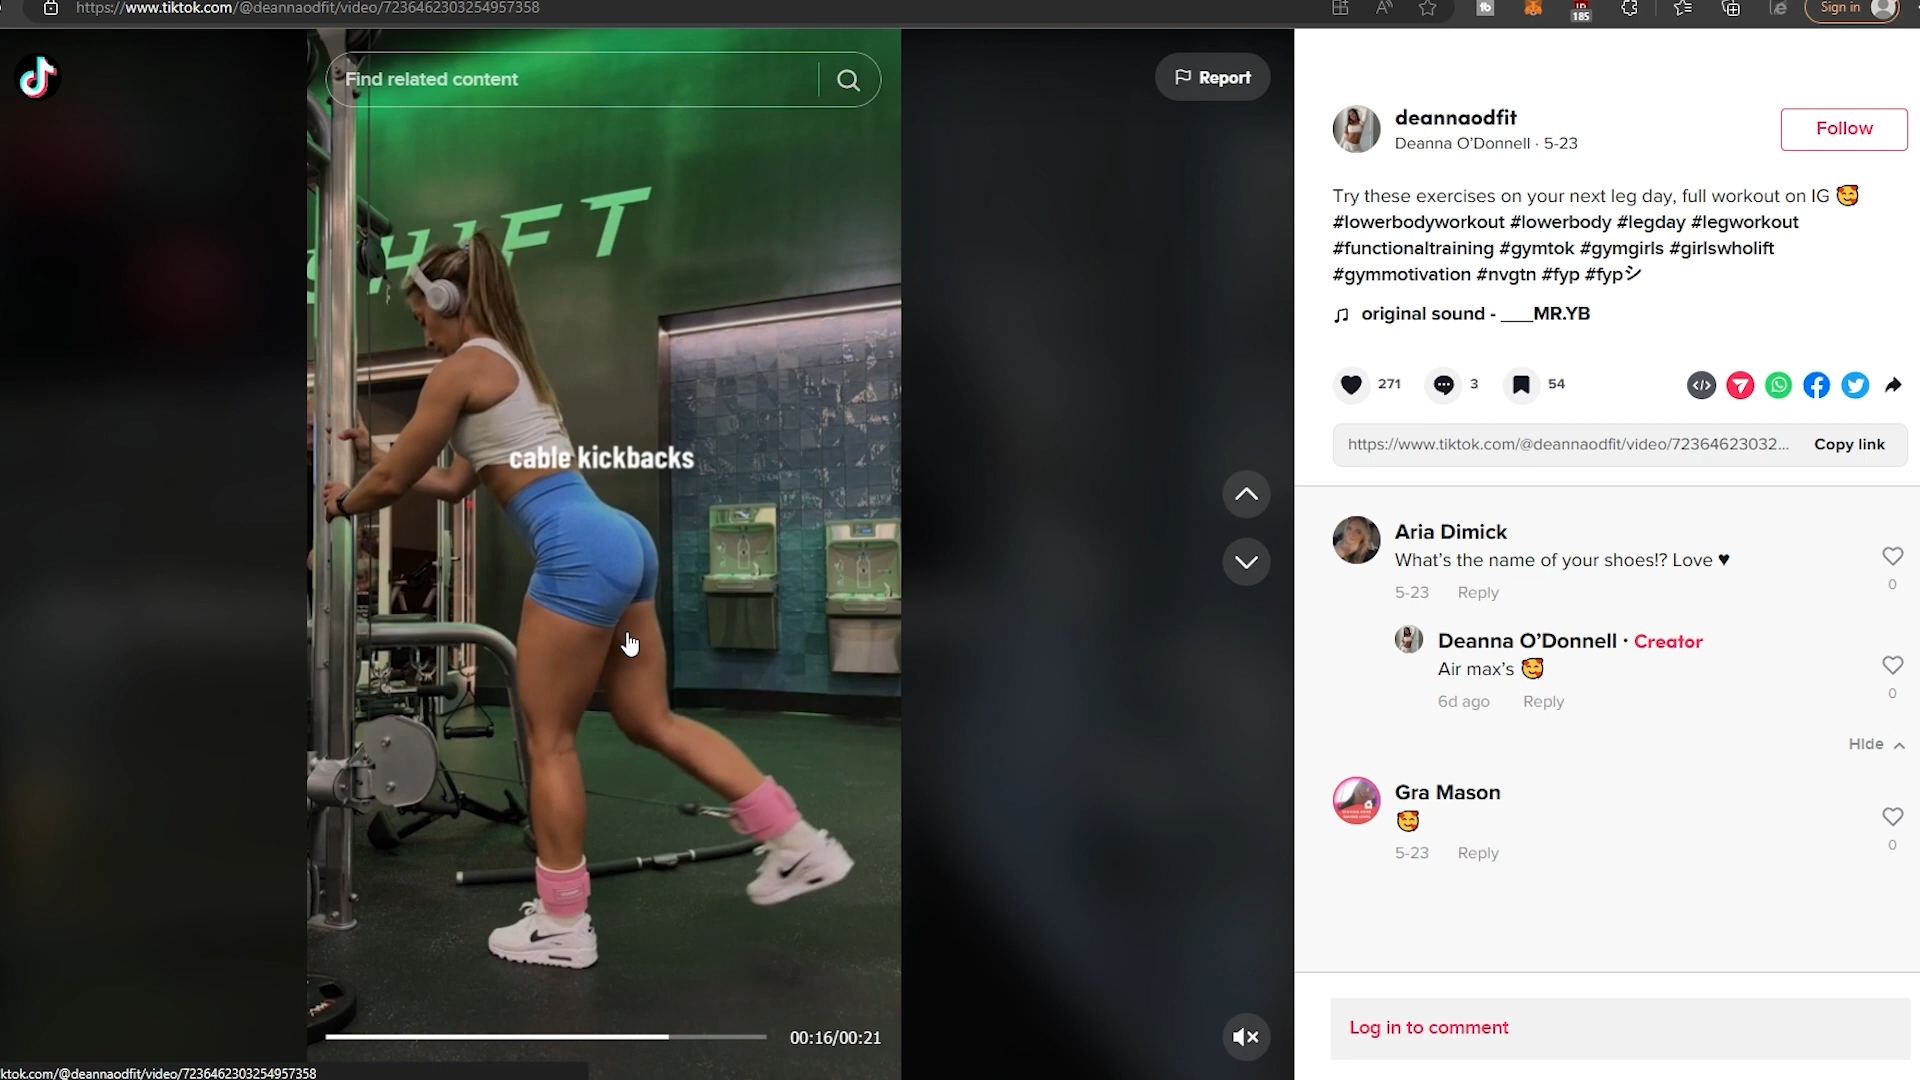 https://www.tiktok.com/@deannaodfit/video/7236462303254957358
185
Sign in
Find related content
Report
SHIFT
cable kickbacks
00:16/00:21
ktok.com/@deannaodfit/video/7236462303254957358
deannaodfit
Deanna O’Donnell · 5-23
Follow
Try these exercises on your next leg day, full workout on IG 🥰
#lowerbodyworkout #lowerbody #legday #legworkout
#functionaltraining #gymtok #gymgirls #girlswholift
#gymmotivation #nvgtn #fyp #fypシ
original sound - ___MR.YB
271
3
54
https://www.tiktok.com/@deannaodfit/video/72364623032...
Copy link
Aria Dimick
What’s the name of your shoes!? Love ♥
0
5-23 Reply
Deanna O’Donnell · Creator
Air max’s 🥰
0
6d ago Reply
Hide
Gra Mason
🥰
0
5-23 Reply
Log in to comment